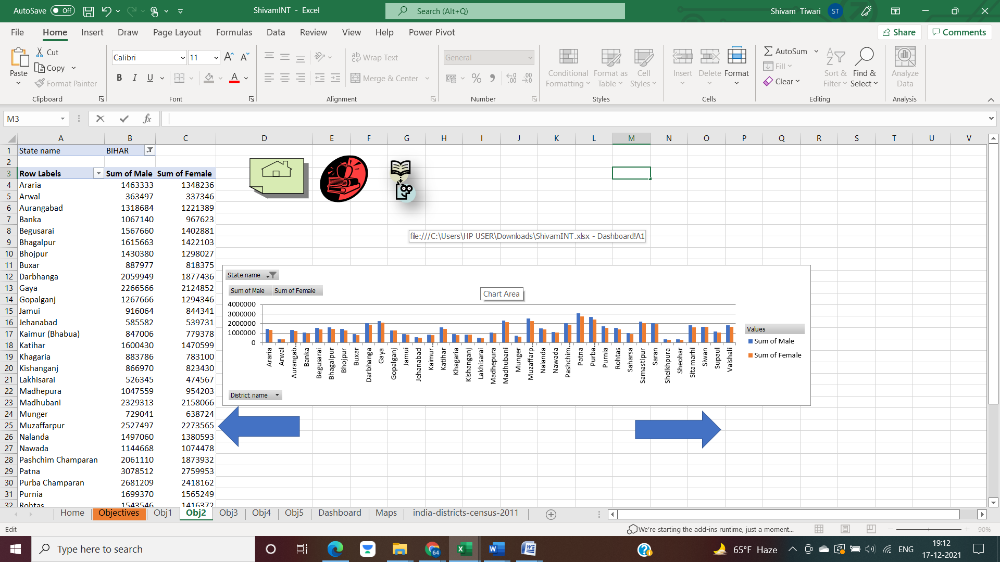 AutoSave Off ShivamINT - Excel Search (Alt+Q) Shivam Tiwari ST
File Home Insert Draw Page Layout Formulas Data Review View Help Power Pivot Share Comments
Paste Cut Copy Format Painter
Calibri 11 B I U A A A
Wrap Text Merge & Center
General % 9
Conditional Formatting Format as Table Cell Styles
Insert Delete Format
AutoSum Fill Clear Sort & Filter Find & Select
Analyze Data
Clipboard Font Alignment Number Styles Cells Editing Analysis
M3 fx
A B C D E F G H I J K L M N O P Q R S T U V
1 State name BIHAR
2
3 Row Labels Sum of Male Sum of Female
4 Araria 1463333 1348236
5 Arwal 363497 337346
6 Aurangabad 1318684 1221389
7 Banka 1067140 967623
8 Begusarai 1567660 1402881
9 Bhagalpur 1615663 1422103
10 Bhojpur 1430380 1298027
11 Buxar 887977 818375
12 Darbhanga 2059949 1877436
13 Gaya 2266566 2124852
14 Gopalganj 1267666 1294346
15 Jamui 916064 844341
16 Jehanabad 585582 539731
17 Kaimur (Bhabua) 847006 779378
18 Katihar 1600430 1470599
19 Khagaria 883786 783100
20 Kishanganj 866970 823430
21 Lakhisarai 526345 474567
22 Madhepura 1047559 954203
23 Madhubani 2329313 2158066
24 Munger 729041 638724
25 Muzaffarpur 2527497 2273565
26 Nalanda 1497060 1380593
27 Nawada 1144668 1074478
28 Pashchim Champaran 2061110 1873932
29 Patna 3078512 2759953
30 Purba Champaran 2681209 2418162
31 Purnia 1699370 1565249
32 Rohtas 1543546 1416372
file:///C:\Users\HP USER\Downloads\ShivamINT.xlsx - Dashboard!A1
State name
Sum of Male Sum of Female
Chart Area
4000000
3000000
2000000
1000000
0
Araria
Arwal
Aurangab...
Banka
Begusarai
Bhagalpur
Bhojpur
Buxar
Darbhanga
Gaya
Gopalganj
Jamui
Jehanabad
Kaimur...
Katihar
Khagaria
Kishanganj
Lakhisarai
Madhepura
Madhubani
Munger
Muzaffarp...
Nalanda
Nawada
Pashchim...
Patna
Purba...
Purnia
Rohtas
Saharsa
Samastipur
Saran
Sheikhpura
Sheohar
Sitamarhi
Siwan
Supaul
Vaishali
Values
Sum of Male
Sum of Female
District name
Home Objectives Obj1 Obj2 Obj3 Obj4 Obj5 Dashboard Maps india-districts-census-2011
Edit We're starting the add-ins runtime, just a moment... 90%
Type here to search 64 65°F Haze ENG 19:12
17-12-2021